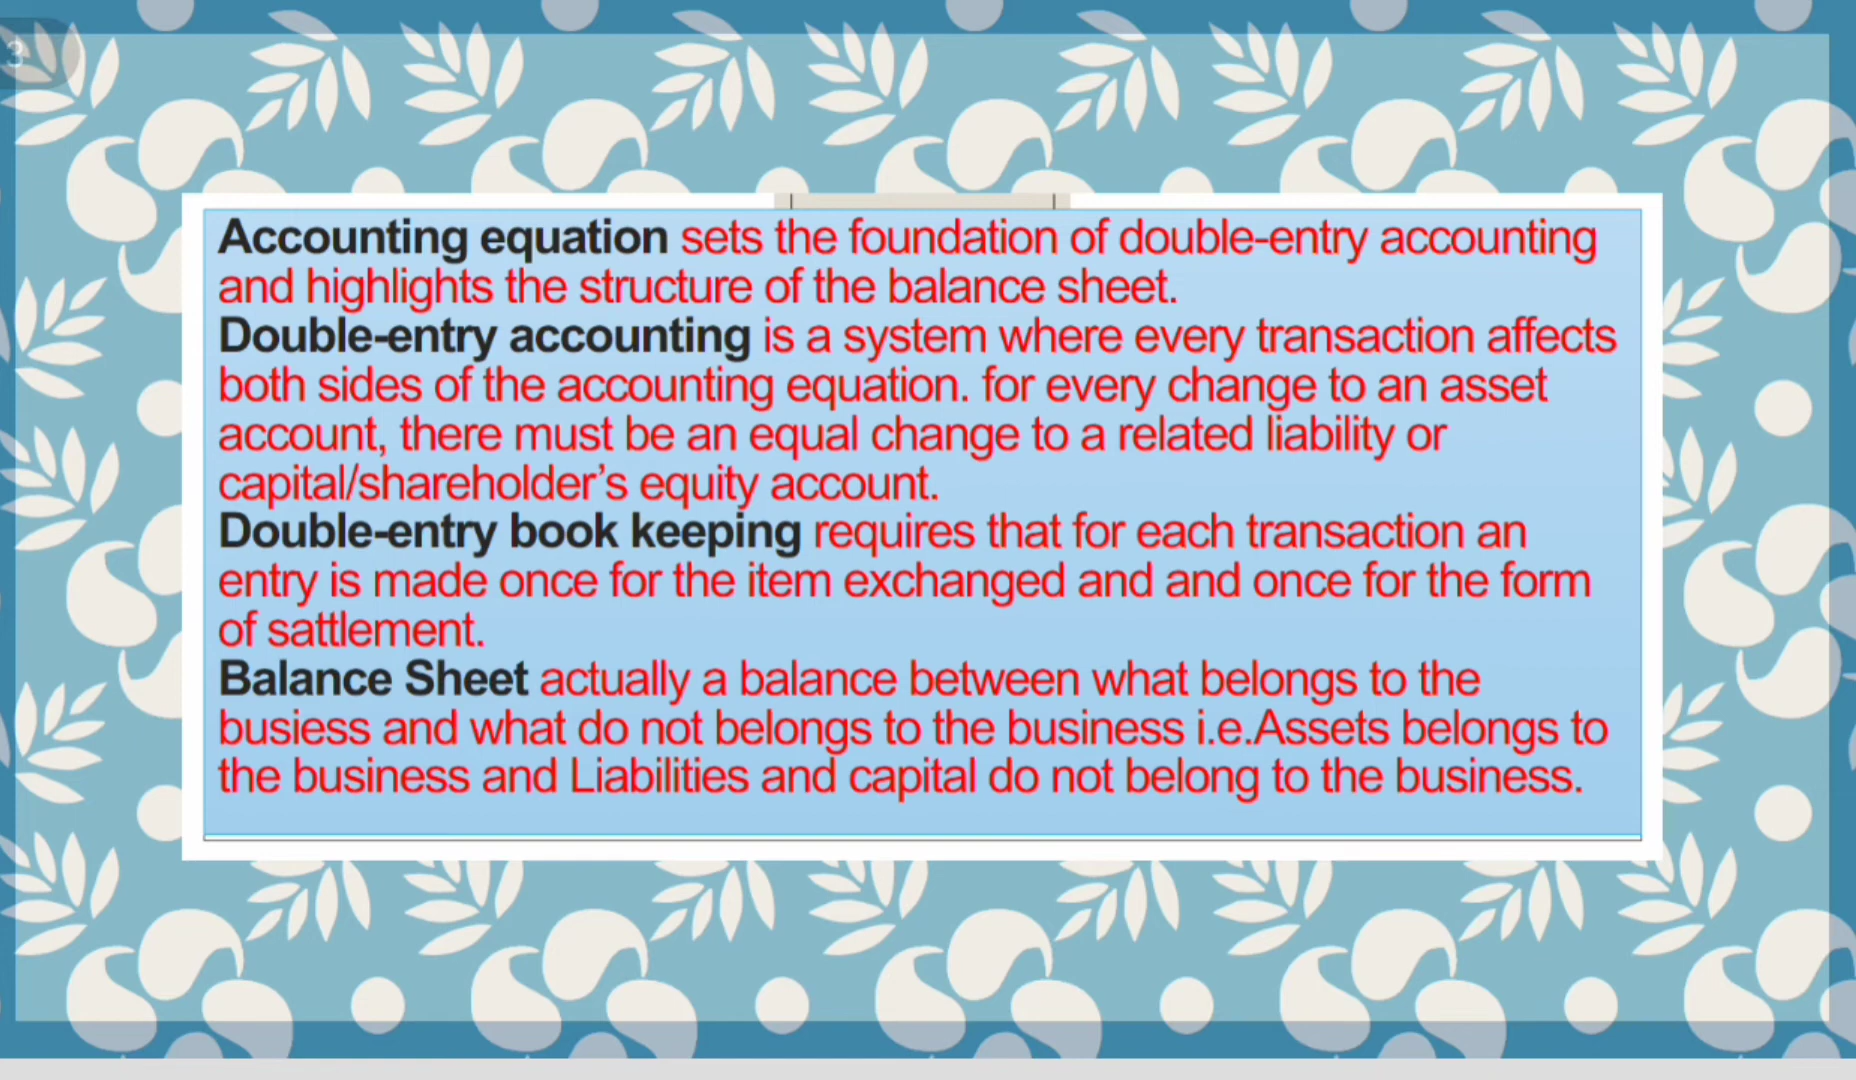 3
Accounting equation sets the foundation of double-entry accounting
and highlights the structure of the balance sheet.
Double-entry accounting is a system where every transaction affects
both sides of the accounting equation. for every change to an asset
account, there must be an equal change to a related liability or
capital/shareholder’s equity account.
Double-entry book keeping requires that for each transaction an
entry is made once for the item exchanged and and once for the form
of sattlement.
Balance Sheet actually a balance between what belongs to the
busiess and what do not belongs to the business i.e.Assets belongs to
the business and Liabilities and capital do not belong to the business.